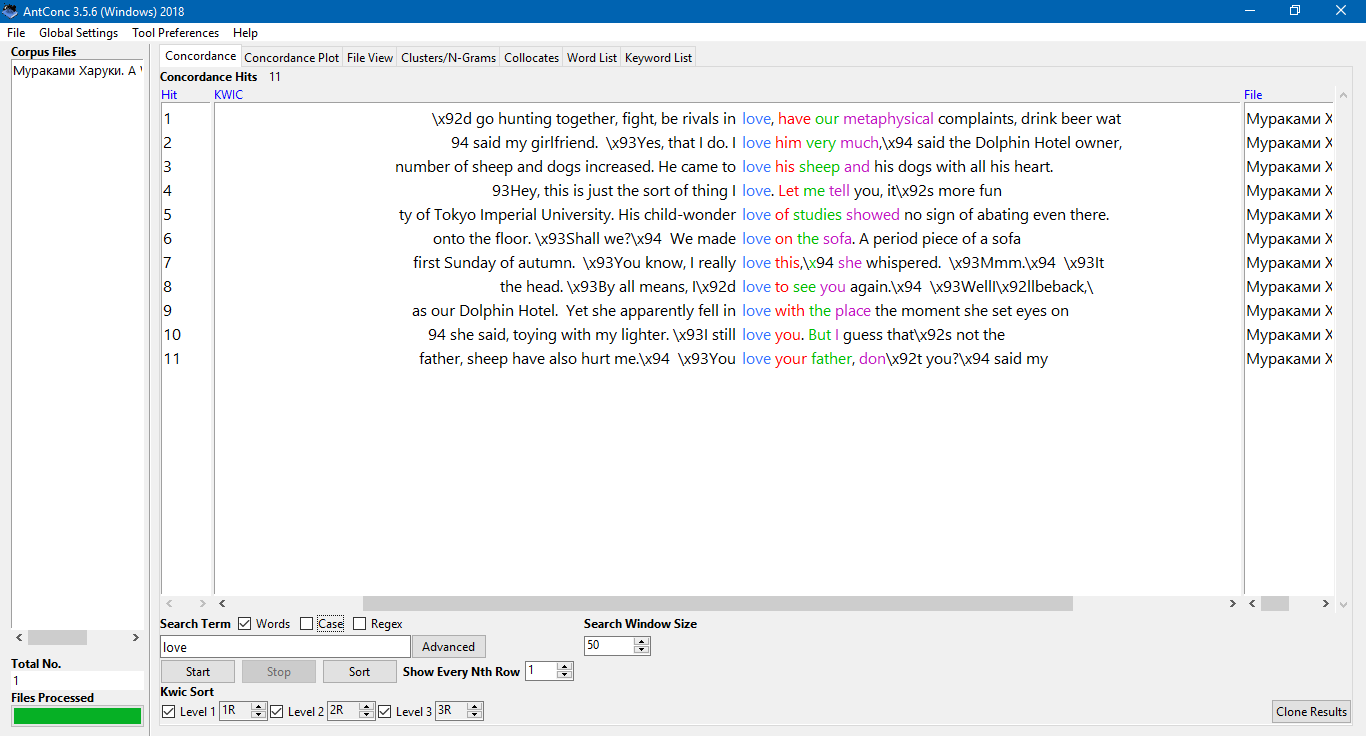 AntConc 3.5.6 (Windows) 2018
File Global Settings Tool Preferences Help
Corpus Files
Мураками Харуки. A
Total No.
1
Files Processed
Concordance Concordance Plot File View Clusters/N-Grams Collocates Word List Keyword List
Concordance Hits 11
Hit KWIC File
1 \x92d go hunting together, fight, be rivals in love, have our metaphysical complaints, drink beer wat Мураками Х
2 94 said my girlfriend. \x93Yes, that I do. I love him very much,\x94 said the Dolphin Hotel owner, Мураками Х
3 number of sheep and dogs increased. He came to love his sheep and his dogs with all his heart. Мураками Х
4 93Hey, this is just the sort of thing I love. Let me tell you, it\x92s more fun Мураками Х
5 ty of Tokyo Imperial University. His child-wonder love of studies showed no sign of abating even there. Мураками Х
6 onto the floor. \x93Shall we?\x94 We made love on the sofa. A period piece of a sofa Мураками Х
7 first Sunday of autumn. \x93You know, I really love this,\x94 she whispered. \x93Mmm.\x94 \x93It Мураками Х
8 the head. \x93By all means, I\x92d love to see you again.\x94 \x93WellI\x92llbeback,\ Мураками Х
9 as our Dolphin Hotel. Yet she apparently fell in love with the place the moment she set eyes on Мураками Х
10 94 she said, toying with my lighter. \x93I still love you. But I guess that\x92s not the Мураками Х
11 father, sheep have also hurt me.\x94 \x93You love your father, don\x92t you?\x94 said my Мураками Х
Search Term Words Case Regex Search Window Size
love Advanced 50
Start Stop Sort Show Every Nth Row 1
Kwic Sort
Level 1 1R Level 2 2R Level 3 3R Clone Results